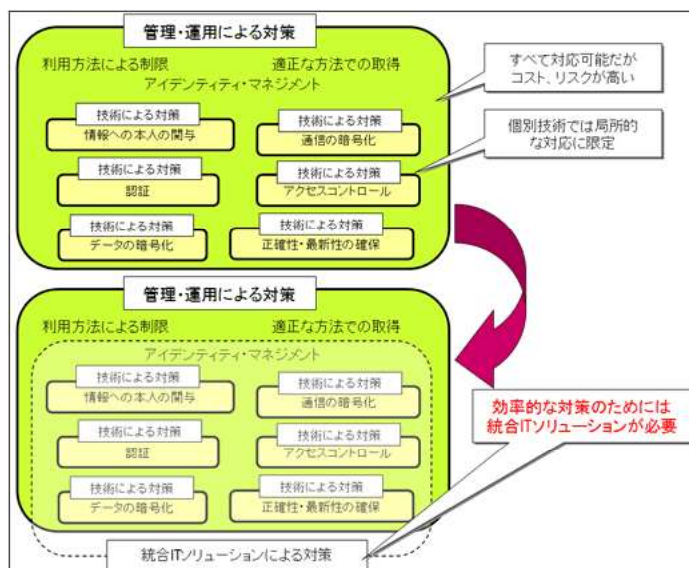 管理・運用による対策
利用方法による制限
適正な方法での取得
アイデンティティ・マネジメント
技術による対策
情報への本人の関与
技術による対策
通信の暗号化
技術による対策
認証
技術による対策
アクセスコントロール
技術による対策
データの暗号化
技術による対策
正確性・最新性の確保
すべて対応可能だが
コスト、リスクが高い
個別技術では局所的
な対応に限定
管理・運用による対策
利用方法による制限
適正な方法での取得
アイデンティティ・マネジメント
技術による対策
情報への本人の関与
技術による対策
通信の暗号化
技術による対策
認証
技術による対策
アクセスコントロール
技術による対策
データの暗号化
技術による対策
正確性・最新性の確保
効率的な対策のためには
統合ITソリューションが必要
統合ITソリューションによる対策